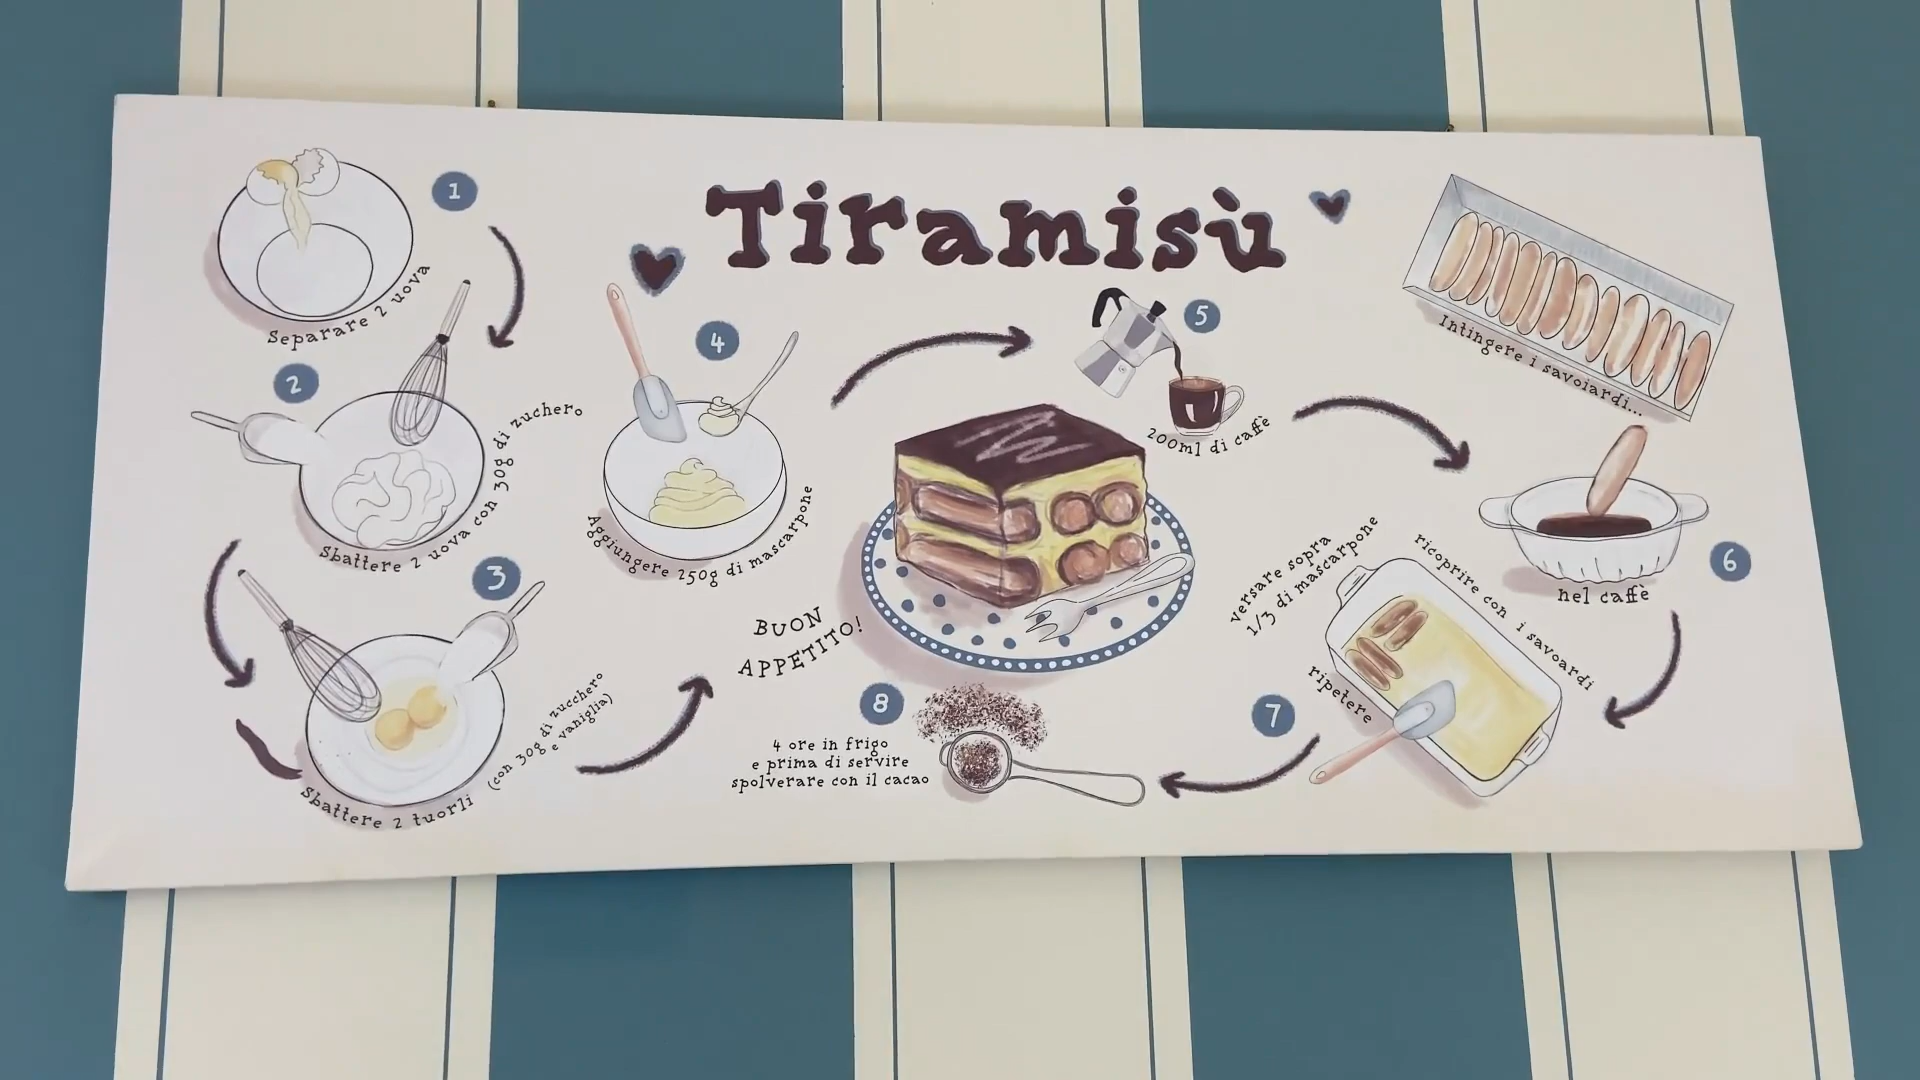 Tiramisù
1
Separare 2 uova
2
Sbattere 2 uova con 30g di zuchero
3
Sbattere 2 tuorli
(con 30g di zucchero
e vaniglia)
4
Aggiungere 250g di mascarpone
5
200ml di caffè
Intingere i savoiardi...
nel caffè
6
7
versare sopra
1/3 di mascarpone
ricoprire con i savoardi
ripetere
8
4 ore in frigo
e prima di servire
spolverare con il cacao
BUON
APPETITO!